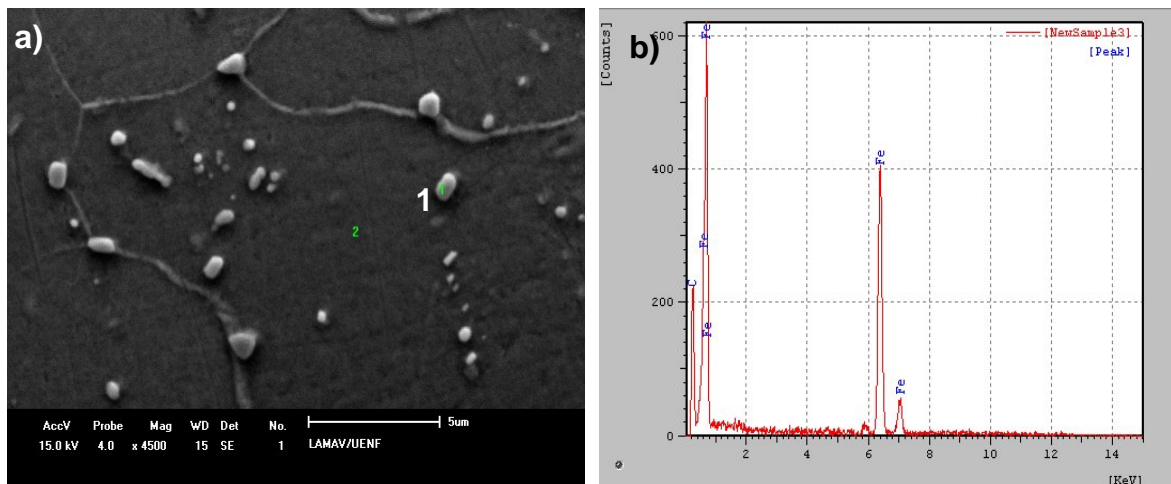 a)
1
1
2
AccV Probe Mag WD Det No.
15.0 kV 4.0 x 4500 15 SE 1
5um
LAMAV/UENF
b)
[Counts]
[NewSample3]
[Peak]
600
400
200
0
C
Fe
Fe
Fe
Fe
Fe
2 4 6 8 10 12 14
[KeV]